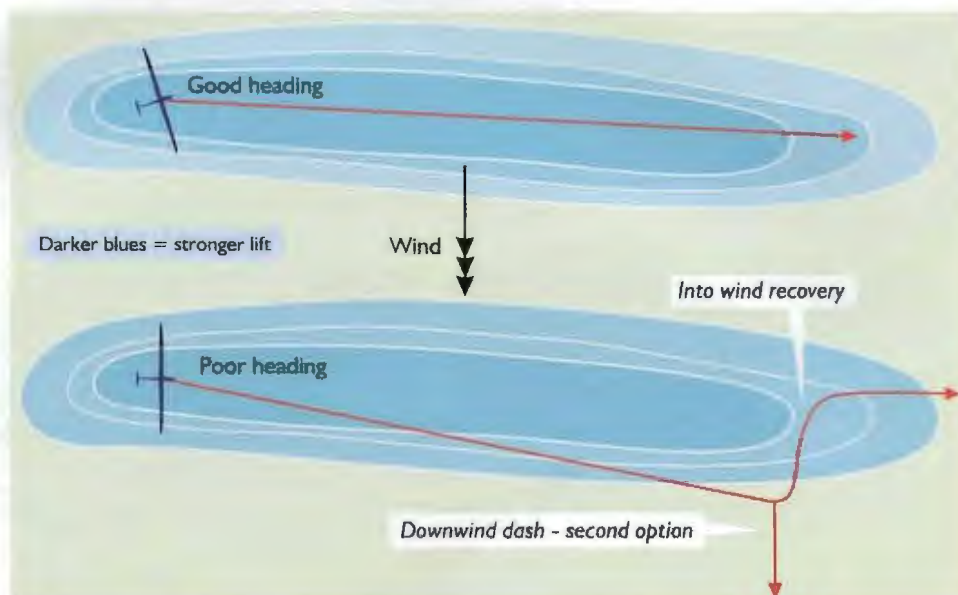 Good heading
Darker blues = stronger lift
Wind
Into wind recovery
Poor heading
Downwind dash - second option